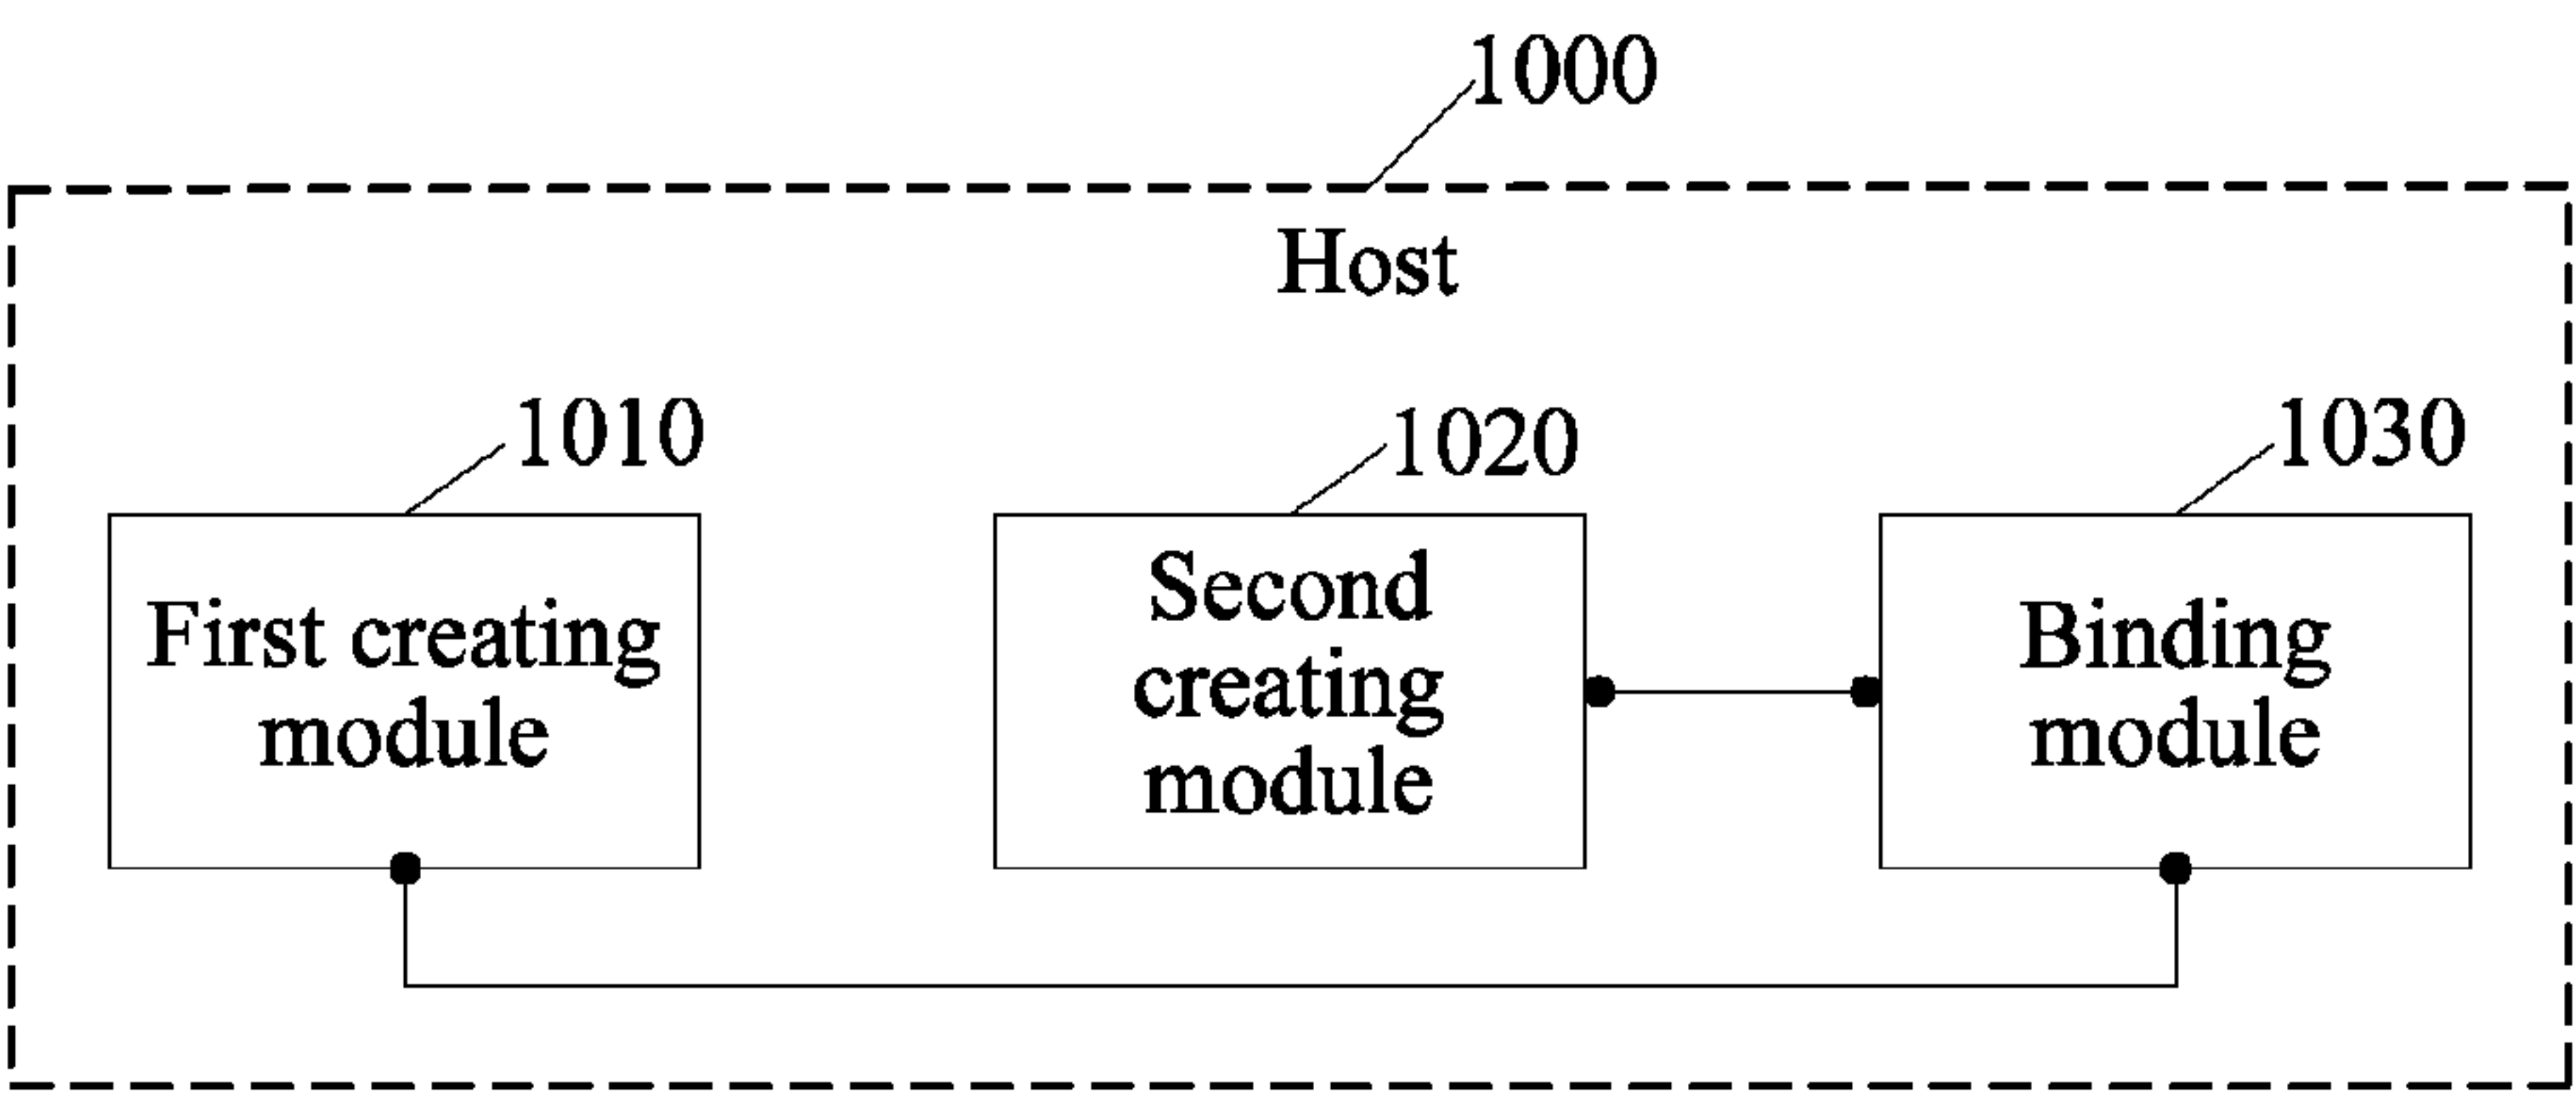 1000
Host
1010
1020
1030
First creating
module
Second
creating
module
Binding
module